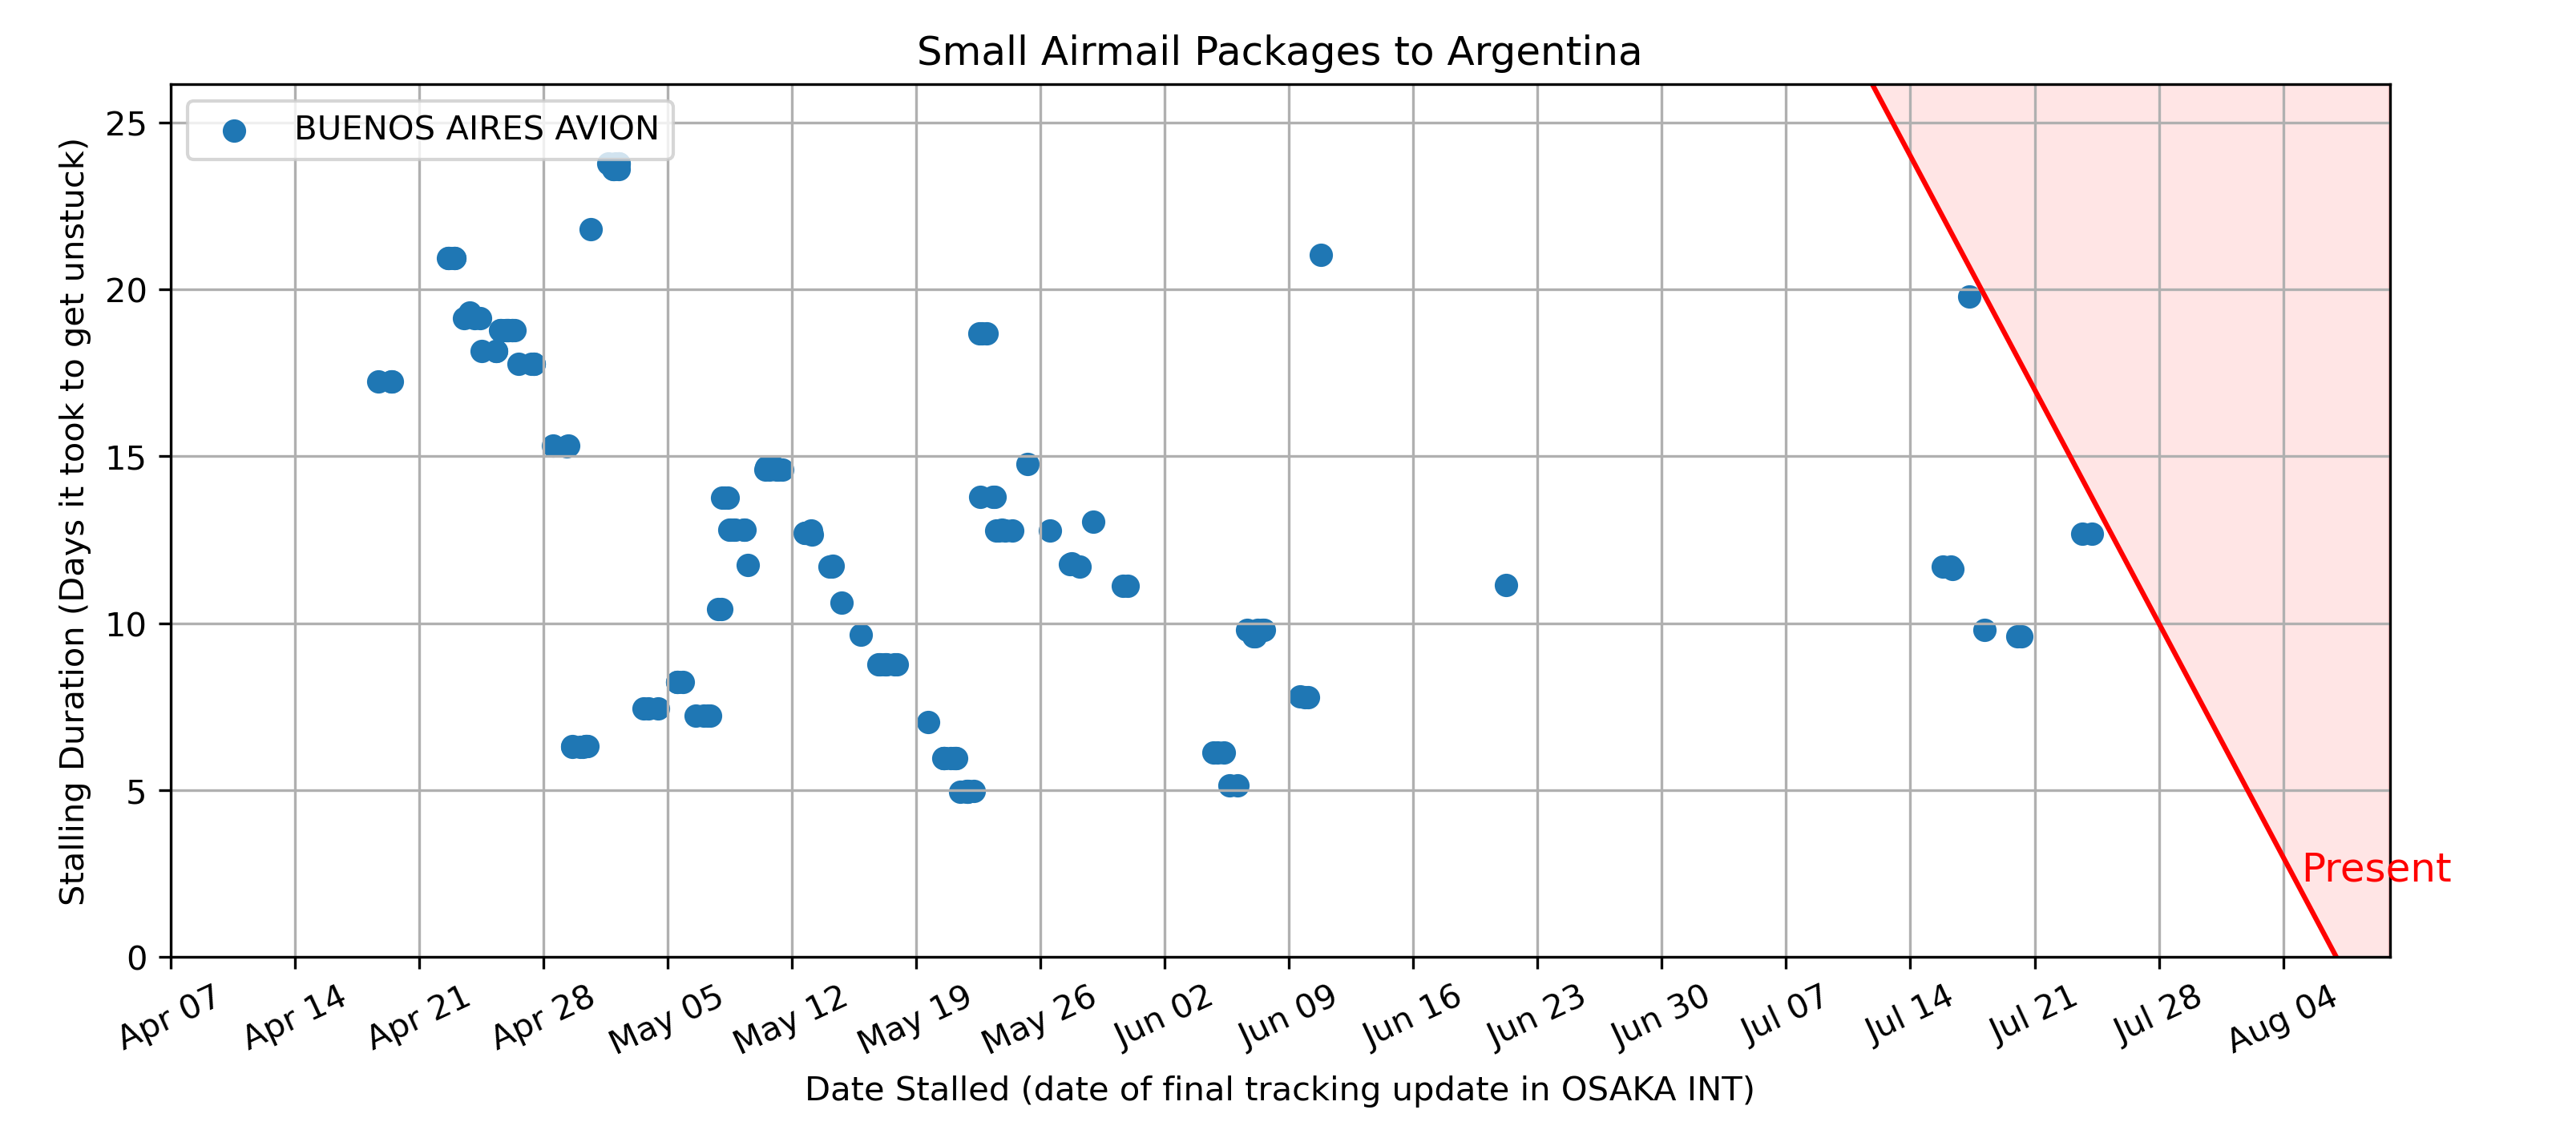 Small Airmail Packages to Argentina
BUENOS AIRES AVION
Stalling Duration (Days it took to get unstuck)
25
20
15
10
5
0
Present
Apr 07
Apr 14
Apr 21
Apr 28
May 05
May 12
May 19
May 26
Jun 02
Jun 09
Jun 16
Jun 23
Jun 30
Jul 07
Jul 14
Jul 21
Jul 28
Aug 04
Date Stalled (date of final tracking update in OSAKA INT)